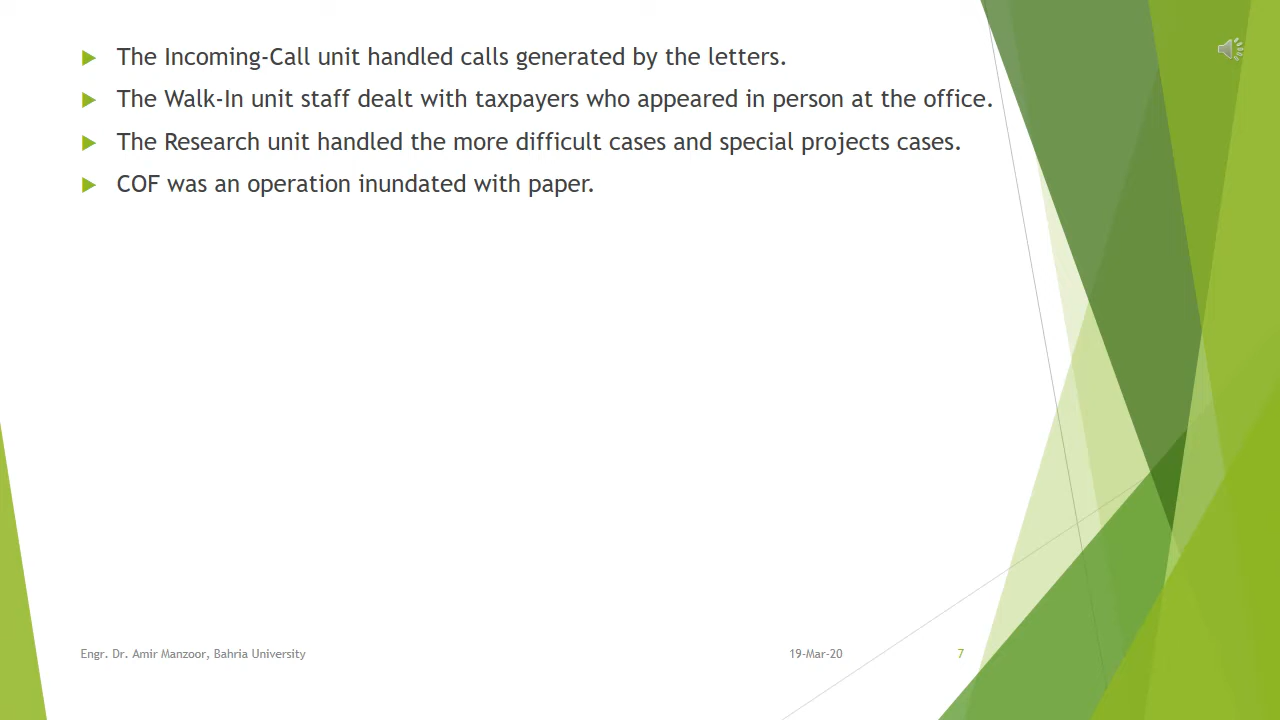 The Incoming-Call unit handled calls generated by the letters.
The Walk-In unit staff dealt with taxpayers who appeared in person at the office.
The Research unit handled the more difficult cases and special projects cases.
COF was an operation inundated with paper.
Engr. Dr. Amir Manzoor, Bahria University
19-Mar-20
7